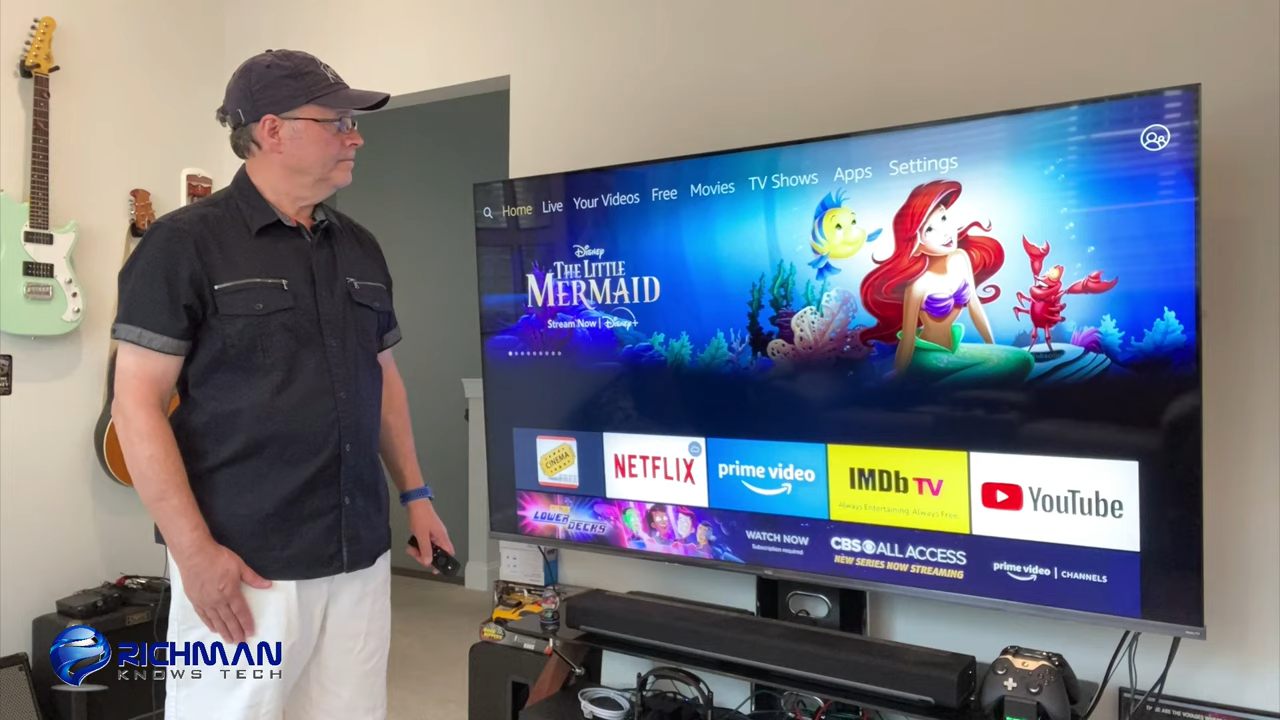 Home Live Your Videos Free Movies TV Shows Apps Settings
Disney
THE LITTLE
MERMAID
Stream Now | Disney+
CINEMA
NETFLIX
prime video
IMDb TV
Always Entertaining. Always Free.
YouTube
LOWER DECKS
WATCH NOW
Subscription required
CBS ALL ACCESS
NEW SERIES NOW STREAMING
prime video | CHANNELS
RICHMAN
KNOWS TECH